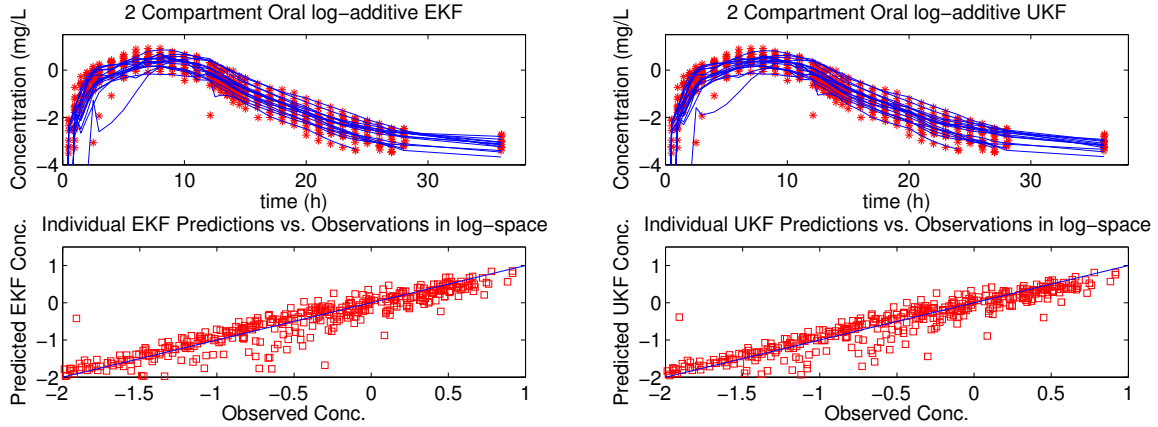 2 Compartment Oral log−additive EKF
Concentration (mg/L)
0
−2
−4
0 10 20 30
time (h)
2 Compartment Oral log−additive UKF
Concentration (mg/L)
0
−2
−4
0 10 20 30
time (h)
Individual EKF Predictions vs. Observations in log−space
Predicted EKF Conc.
1
0
−1
−2
−2 −1.5 −1 −0.5 0 0.5 1
Observed Conc.
Individual UKF Predictions vs. Observations in log−space
Predicted UKF Conc.
1
0
−1
−2
−2 −1.5 −1 −0.5 0 0.5 1
Observed Conc.